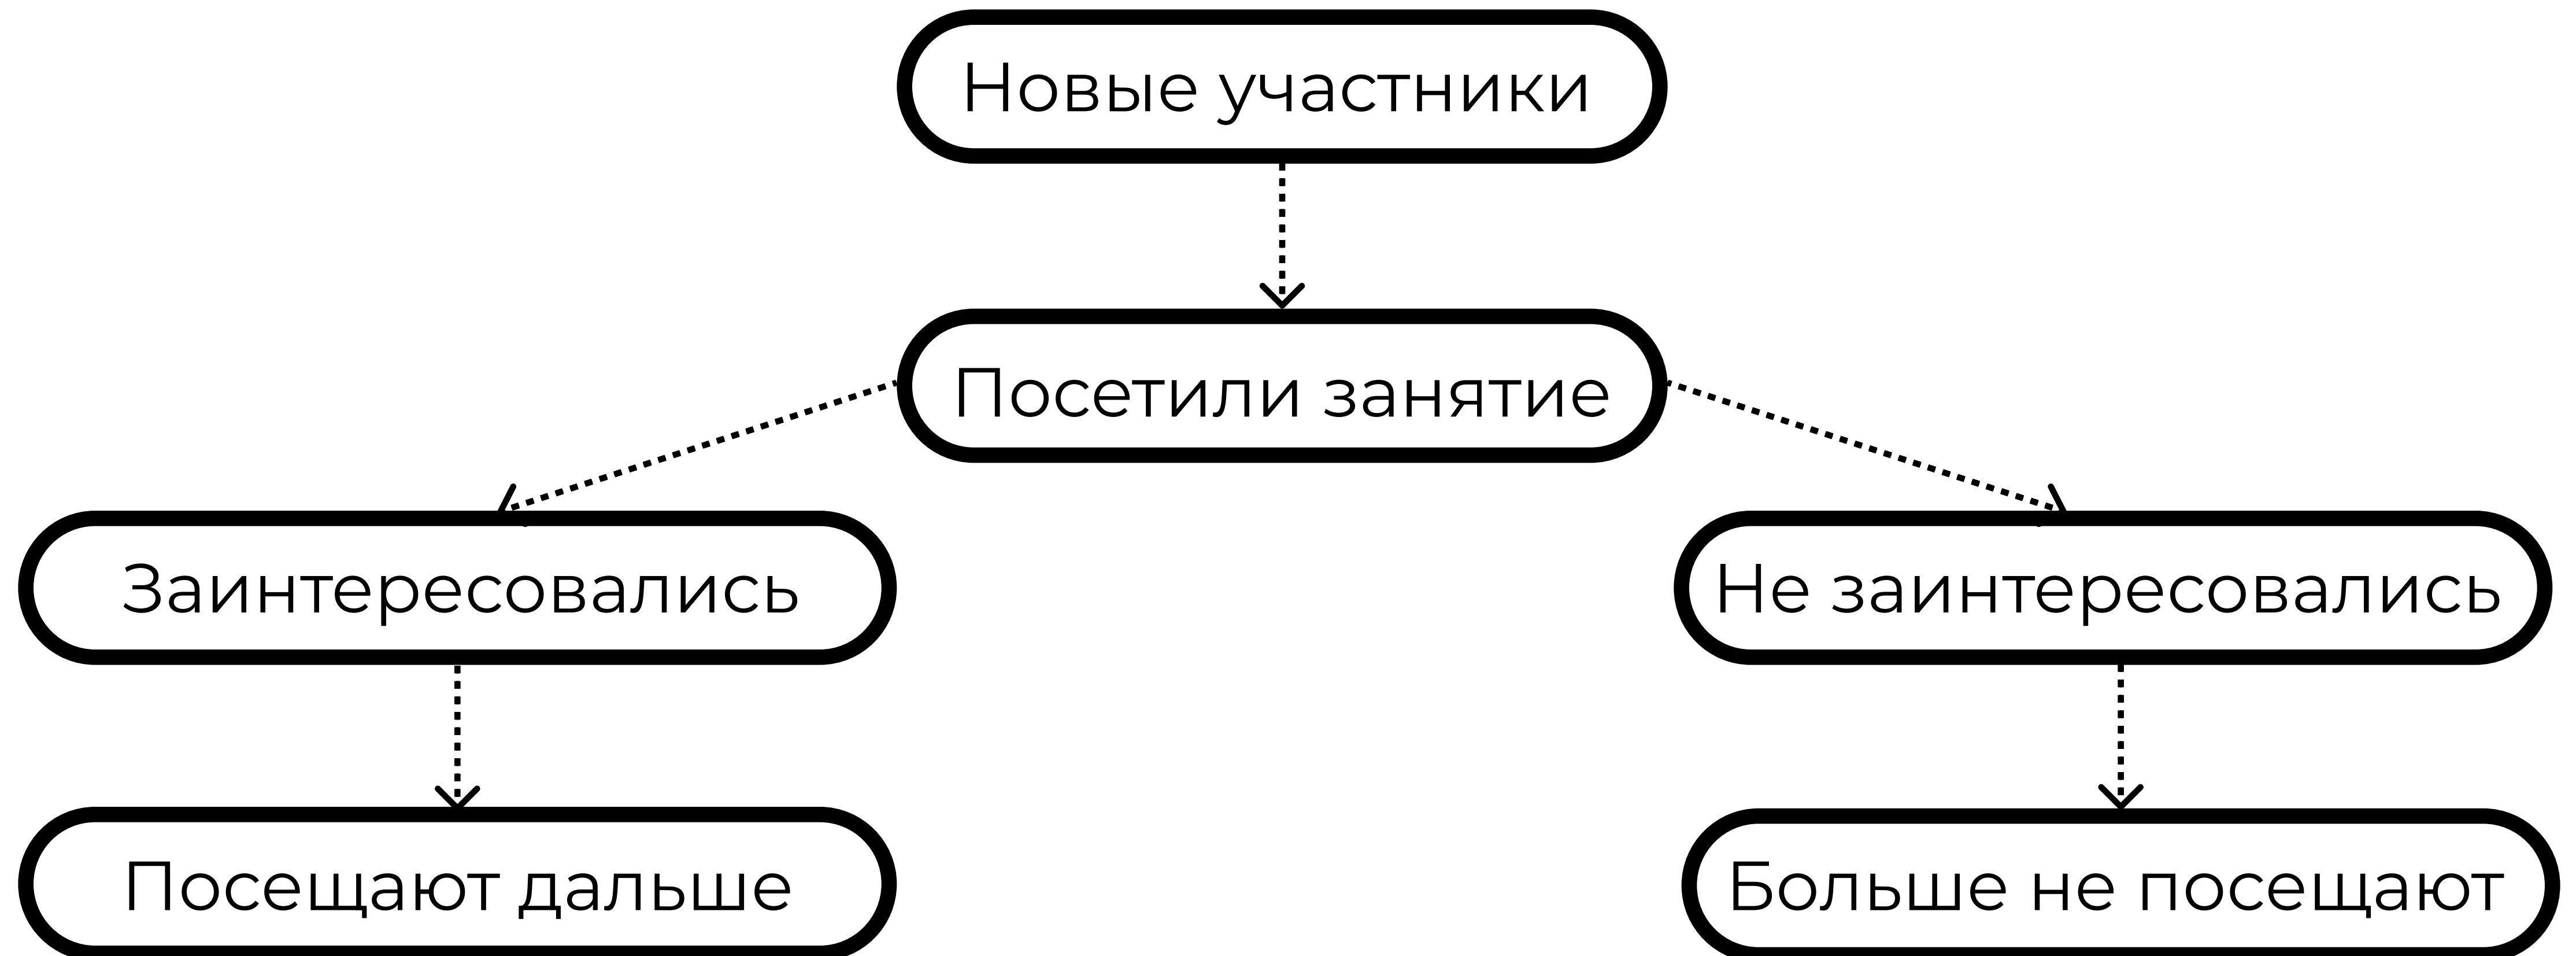 Новые участники
Посетили занятие
Заинтересовались
Не заинтересовались
Посещают дальше
Больше не посещают